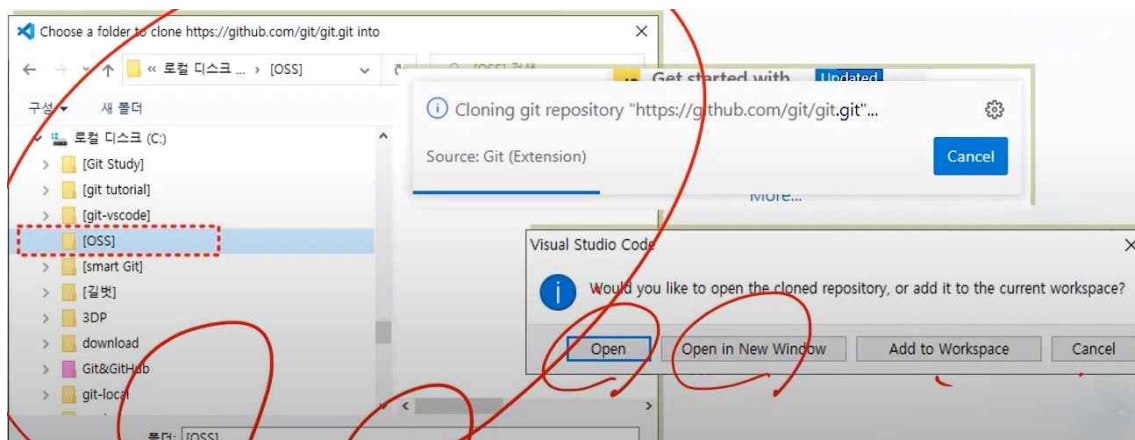 Choose a folder to clone https://github.com/git/git.git into
« 로컬 디스크 ... › [OSS]
[OSS] 검색
구성 새 폴더
로컬 디스크 (C:)
[Git Study]
[git tutorial]
[git-vscode]
[OSS]
[smart Git]
[길벗]
3DP
download
Git&GitHub
git-local
폴더: [OSS]
Get started with Updated
Cloning git repository "https://github.com/git/git.git"...
Source: Git (Extension)
Cancel
More...
Visual Studio Code
Would you like to open the cloned repository, or add it to the current workspace?
Open
Open in New Window
Add to Workspace
Cancel